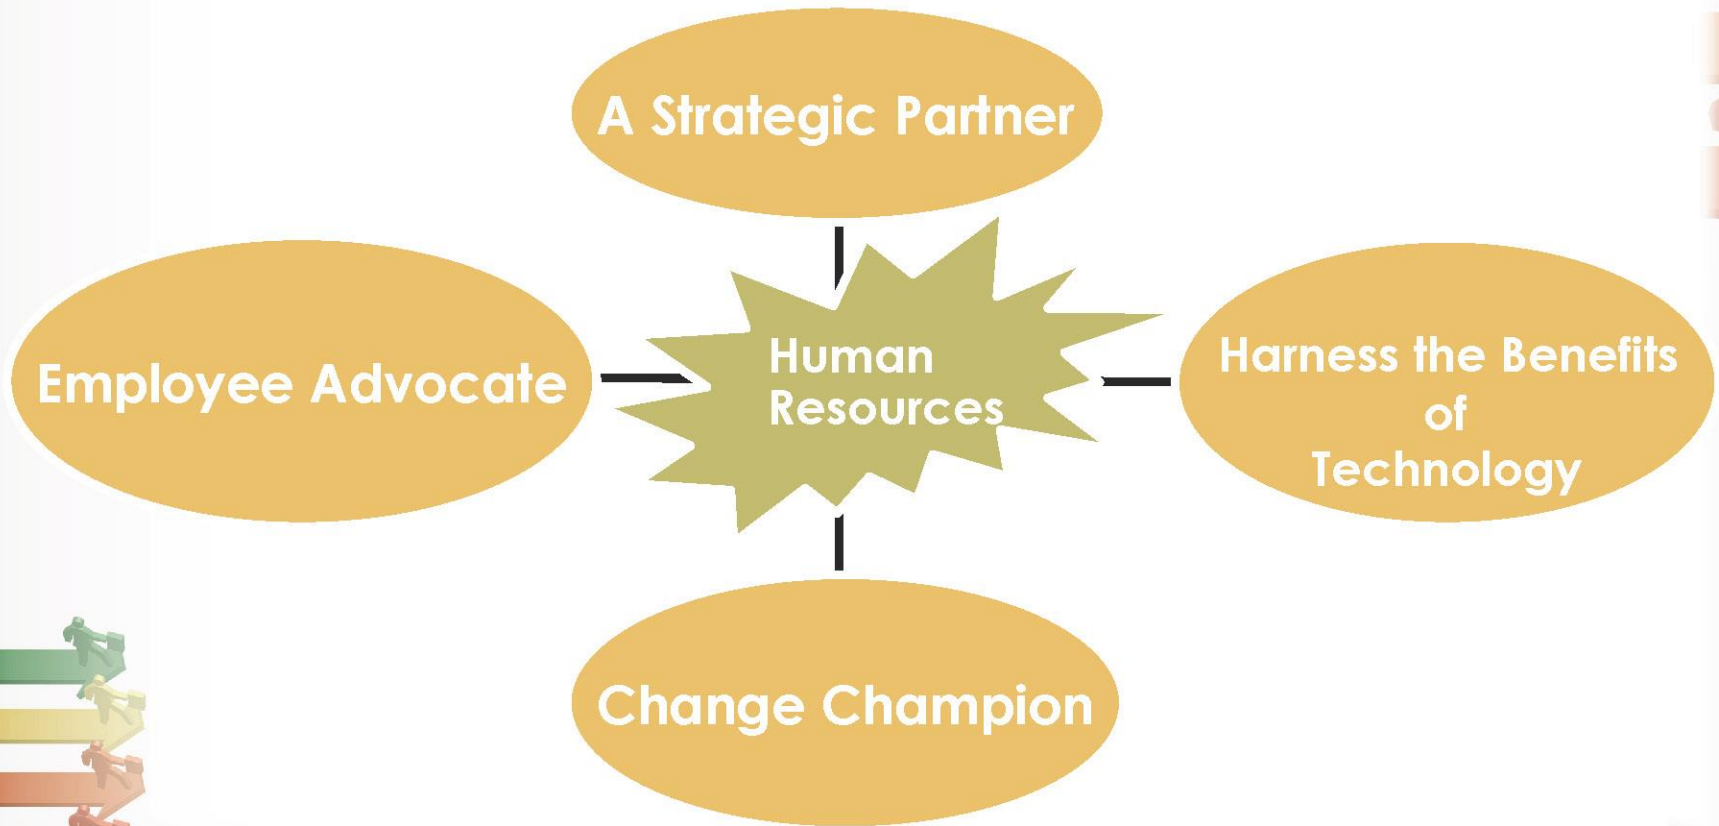 A Strategic Partner
Employee Advocate
Human
Resources
Harness the Benefits
of
Technology
Change Champion